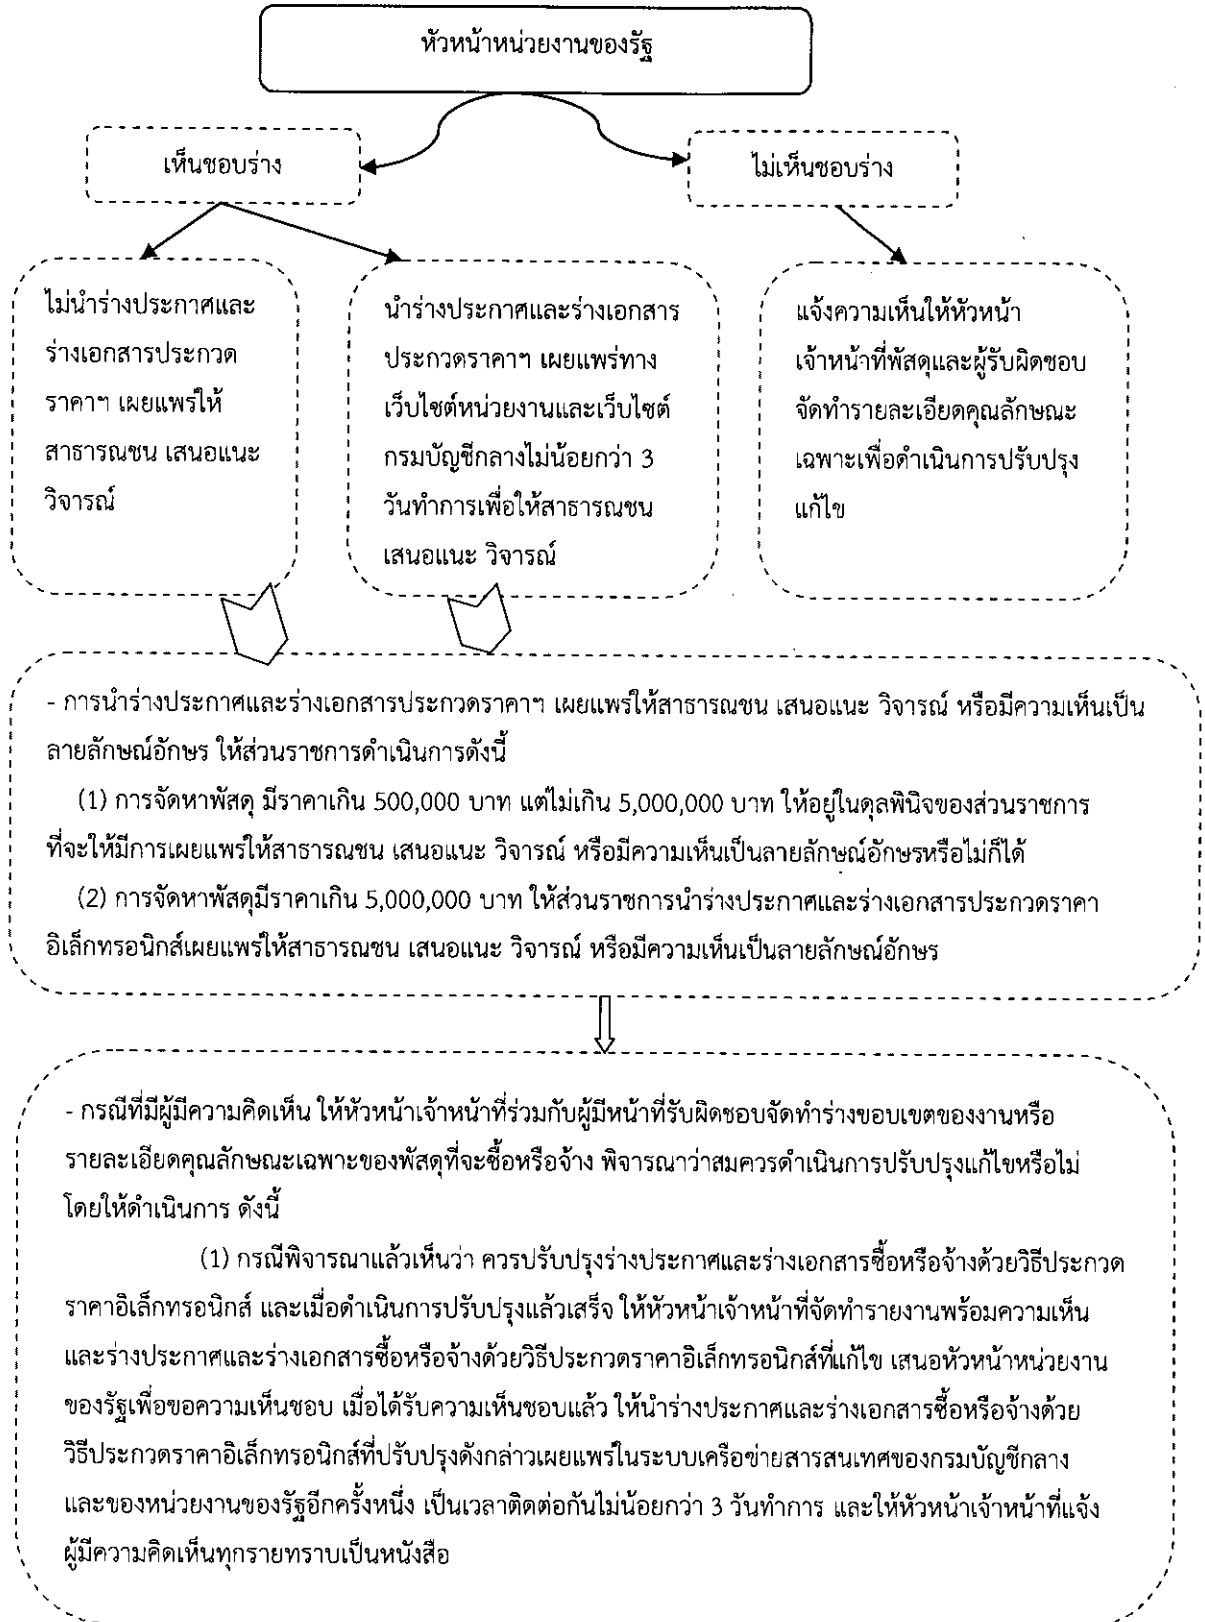 หัวหน้าหน่วยงานของรัฐ
เห็นชอบร่าง
ไม่เห็นชอบร่าง
ไม่นำร่างประกาศและ
ร่างเอกสารประกวด
ราคาฯ เผยแพร่ให้
สาธารณชน เสนอแนะ
วิจารณ์
นำร่างประกาศและร่างเอกสาร
ประกวดราคาฯ เผยแพร่ทาง
เว็บไซต์หน่วยงานและเว็บไซต์
กรมบัญชีกลางไม่น้อยกว่า 3
วันทำการเพื่อให้สาธารณชน
เสนอแนะ วิจารณ์
แจ้งความเห็นให้หัวหน้า
เจ้าหน้าที่พัสดุและผู้รับผิดชอบ
จัดทำรายละเอียดคุณลักษณะ
เฉพาะเพื่อดำเนินการปรับปรุง
แก้ไข
- การนำร่างประกาศและร่างเอกสารประกวดราคาฯ เผยแพร่ให้สาธารณชน เสนอแนะ วิจารณ์ หรือมีความเห็นเป็น
ลายลักษณ์อักษร ให้ส่วนราชการดำเนินการดังนี้
(1) การจัดหาพัสดุ มีราคาเกิน 500,000 บาท แต่ไม่เกิน 5,000,000 บาท ให้อยู่ในดุลพินิจของส่วนราชการ
ที่จะให้มีการเผยแพร่ให้สาธารณชน เสนอแนะ วิจารณ์ หรือมีความเห็นเป็นลายลักษณ์อักษรหรือไม่ก็ได้
(2) การจัดหาพัสดุมีราคาเกิน 5,000,000 บาท ให้ส่วนราชการนำร่างประกาศและร่างเอกสารประกวดราคา
อิเล็กทรอนิกส์เผยแพร่ให้สาธารณชน เสนอแนะ วิจารณ์ หรือมีความเห็นเป็นลายลักษณ์อักษร
- กรณีที่มีผู้มีความคิดเห็น ให้หัวหน้าเจ้าหน้าที่ร่วมกับผู้มีหน้าที่รับผิดชอบจัดทำร่างขอบเขตของงานหรือ
รายละเอียดคุณลักษณะเฉพาะของพัสดุที่จะซื้อหรือจ้าง พิจารณาว่าสมควรดำเนินการปรับปรุงแก้ไขหรือไม่
โดยให้ดำเนินการ ดังนี้
(1) กรณีพิจารณาแล้วเห็นว่า ควรปรับปรุงร่างประกาศและร่างเอกสารซื้อหรือจ้างด้วยวิธีประกวด
ราคาอิเล็กทรอนิกส์ และเมื่อดำเนินการปรับปรุงแล้วเสร็จ ให้หัวหน้าเจ้าหน้าที่จัดทำรายงานพร้อมความเห็น
และร่างประกาศและร่างเอกสารซื้อหรือจ้างด้วยวิธีประกวดราคาอิเล็กทรอนิกส์ที่แก้ไข เสนอหัวหน้าหน่วยงาน
ของรัฐเพื่อขอความเห็นชอบ เมื่อได้รับความเห็นชอบแล้ว ให้นำร่างประกาศและร่างเอกสารซื้อหรือจ้างด้วย
วิธีประกวดราคาอิเล็กทรอนิกส์ที่ปรับปรุงดังกล่าวเผยแพร่ในระบบเครือข่ายสารสนเทศของกรมบัญชีกลาง
และของหน่วยงานของรัฐอีกครั้งหนึ่ง เป็นเวลาติดต่อกันไม่น้อยกว่า 3 วันทำการ และให้หัวหน้าเจ้าหน้าที่แจ้ง
ผู้มีความคิดเห็นทุกรายทราบเป็นหนังสือ